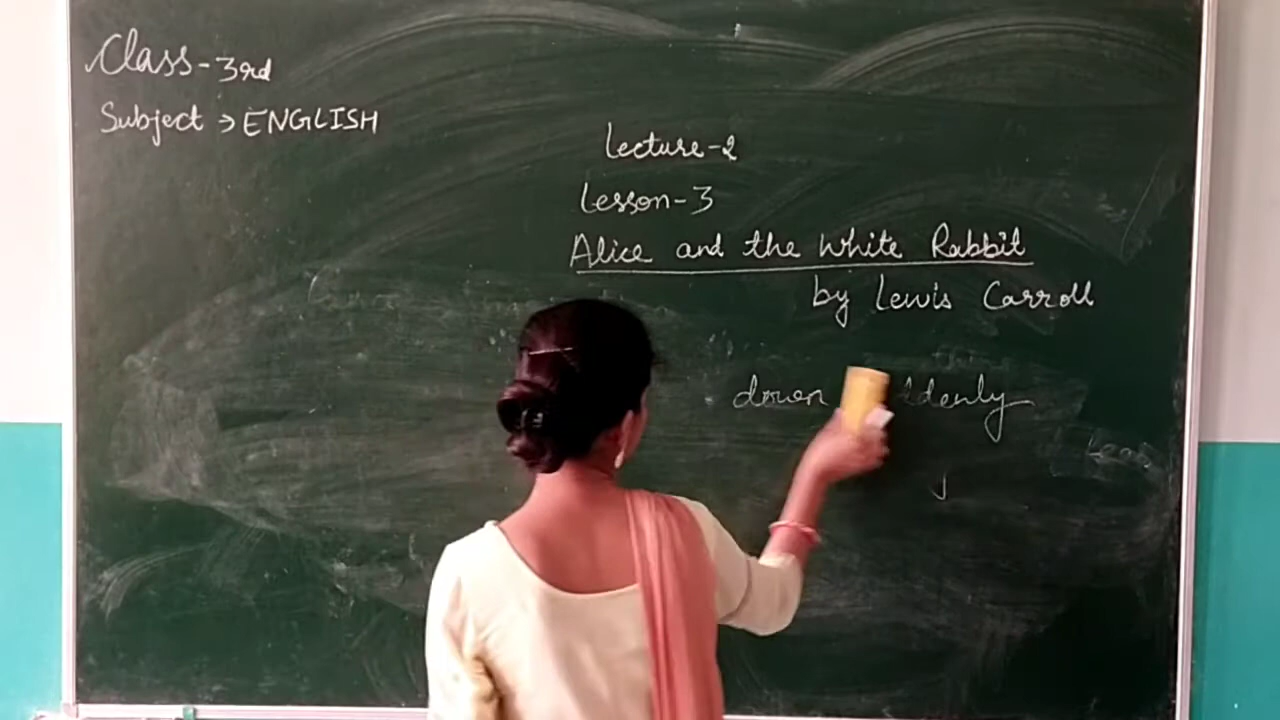 Class-3rd
Subject → ENGLISH
Lecture-2
Lesson-3
Alice and the White Rabbit
by Lewis Carroll
down